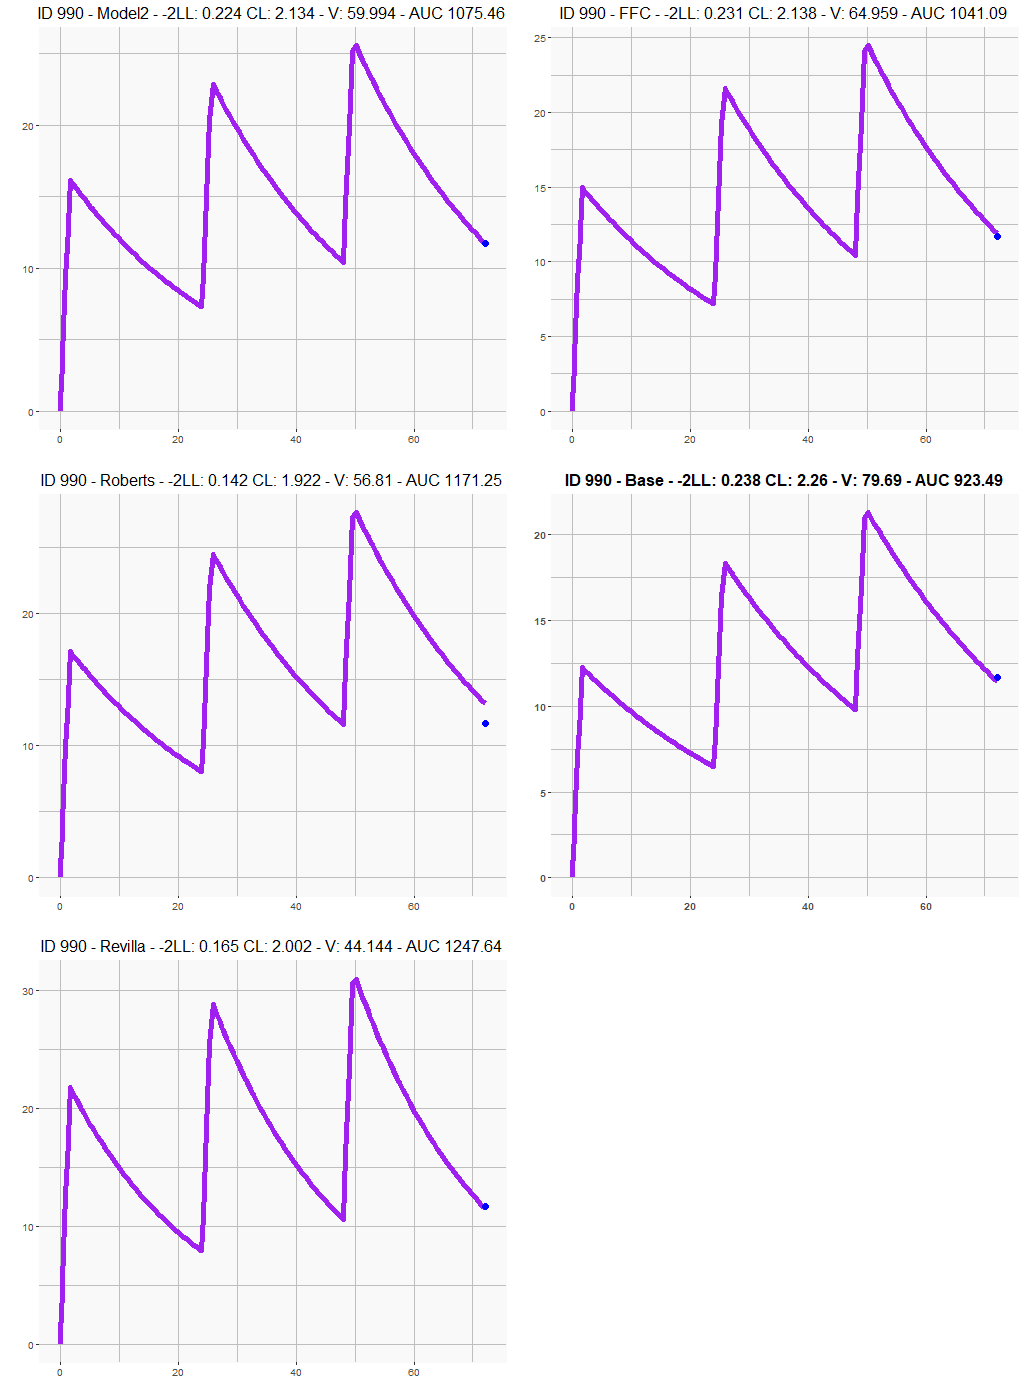 ID 990 - Model2 - -2LL: 0.224 CL: 2.134 - V: 59.994 - AUC 1075.46
20
10
0
0 20 40 60
ID 990 - FFC - -2LL: 0.231 CL: 2.138 - V: 64.959 - AUC 1041.09
25
20
15
10
5
0
0 20 40 60
ID 990 - Roberts - -2LL: 0.142 CL: 1.922 - V: 56.81 - AUC 1171.25
20
10
0
0 20 40 60
ID 990 - Base - -2LL: 0.238 CL: 2.26 - V: 79.69 - AUC 923.49
20
15
10
5
0
0 20 40 60
ID 990 - Revilla - -2LL: 0.165 CL: 2.002 - V: 44.144 - AUC 1247.64
30
20
10
0
0 20 40 60